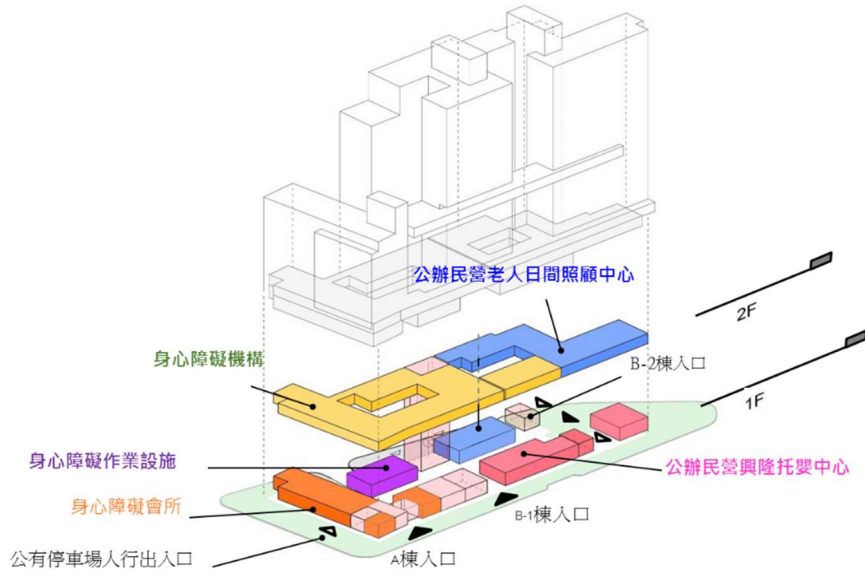 公辦民營老人日間照顧中心
2F
身心障礙機構
B-2棟入口
1F
身心障礙作業設施
公辦民營興隆托嬰中心
身心障礙會所
B-1棟入口
公有停車場人行出入口
A棟入口